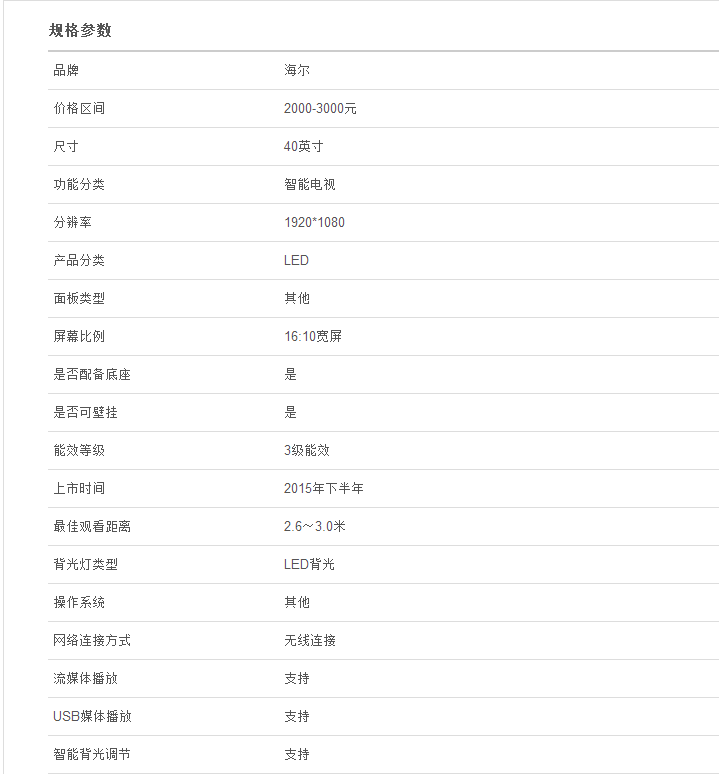 规格参数
品牌 海尔
价格区间 2000-3000元
尺寸 40英寸
功能分类 智能电视
分辨率 1920*1080
产品分类 LED
面板类型 其他
屏幕比例 16:10宽屏
是否配备底座 是
是否可壁挂 是
能效等级 3级能效
上市时间 2015年下半年
最佳观看距离 2.6～3.0米
背光灯类型 LED背光
操作系统 其他
网络连接方式 无线连接
流媒体播放 支持
USB媒体播放 支持
智能背光调节 支持